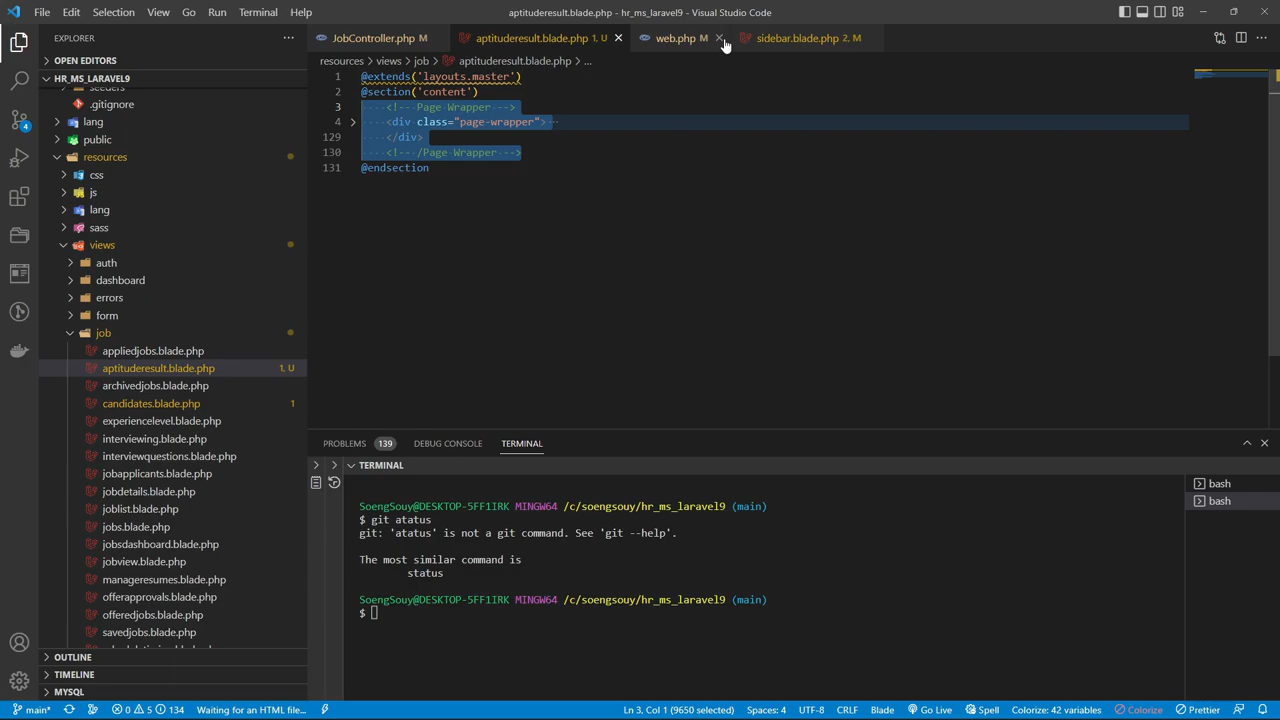 File Edit Selection View Go Run Terminal Help
aptituderesult.blade.php - hr_ms_laravel9 - Visual Studio Code
EXPLORER
OPEN EDITORS
HR_MS_LARAVEL9
seeders
.gitignore
lang
public
resources
css
js
lang
sass
views
auth
dashboard
errors
form
job
appliedjobs.blade.php
aptituderesult.blade.php 1, U
archivedjobs.blade.php
candidates.blade.php 1
experiencelevel.blade.php
interviewing.blade.php
interviewquestions.blade.php
jobapplicants.blade.php
jobdetails.blade.php
joblist.blade.php
jobs.blade.php
jobsdashboard.blade.php
jobview.blade.php
manageresumes.blade.php
offerapprovals.blade.php
offeredjobs.blade.php
savedjobs.blade.php
OUTLINE
TIMELINE
MYSQL
4
JobController.php M
aptituderesult.blade.php 1, U
web.php M
sidebar.blade.php 2, M
resources > views > job > aptituderesult.blade.php > ...
1 @extends('layouts.master')
2 @section('content')
3 <!-- Page Wrapper -->
4 <div class="page-wrapper"> ...
129 </div>
130 <!-- /Page Wrapper -->
131 @endsection
PROBLEMS 139 DEBUG CONSOLE TERMINAL
TERMINAL
SoengSouy@DESKTOP-5FF1IRK MINGW64 /c/soengsouy/hr_ms_laravel9 (main)
$ git atatus
git: 'atatus' is not a git command. See 'git --help'.
The most similar command is
status
SoengSouy@DESKTOP-5FF1IRK MINGW64 /c/soengsouy/hr_ms_laravel9 (main)
$
bash
bash
main* 0 5 134 Waiting for an HTML file... Ln 3, Col 1 (9650 selected) Spaces: 4 UTF-8 CRLF Blade Go Live Spell Colorize: 42 variables Colorize Prettier